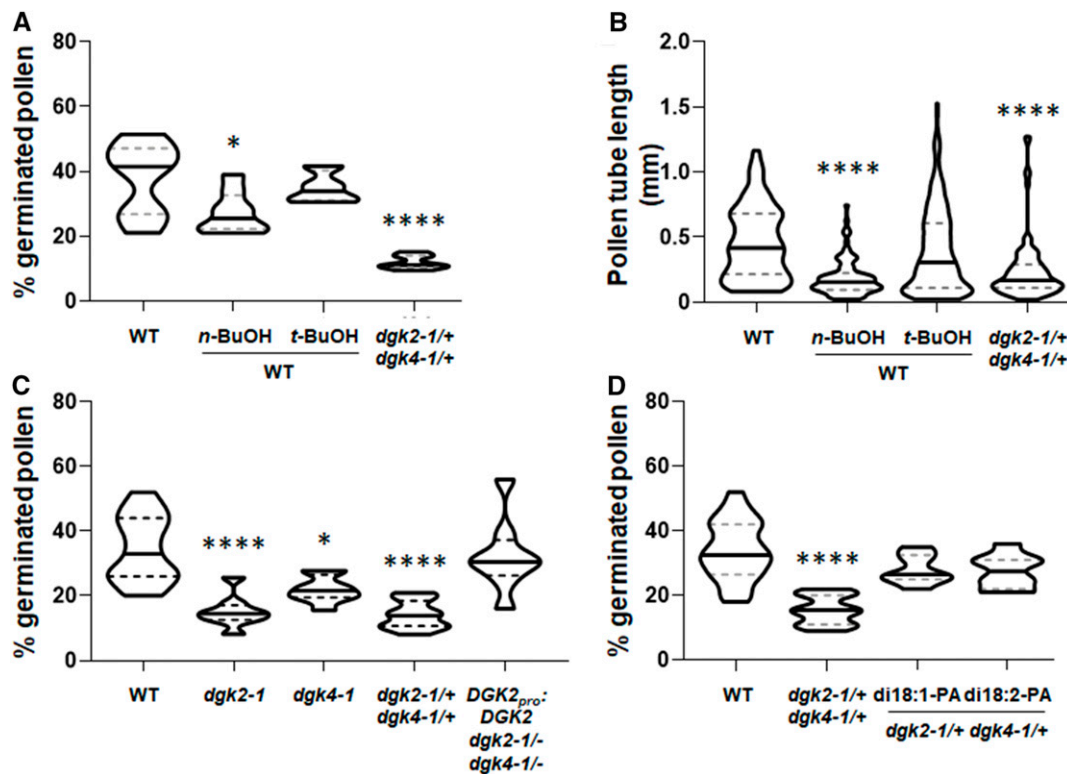 A
% germinated pollen
80
60
40
20
0
*
****
WT
n-BuOH
t-BuOH
WT
dgk2-1/+
dgk4-1/+
B
Pollen tube length
(mm)
2.0
1.5
1.0
0.5
0
****
****
WT
n-BuOH
t-BuOH
WT
dgk2-1/+
dgk4-1/+
C
% germinated pollen
80
60
40
20
0
****
*
****
WT
dgk2-1
dgk4-1
dgk2-1/+
dgk4-1/+
DGK2pro:
DGK2
dgk2-1/-
dgk4-1/-
D
% germinated pollen
80
60
40
20
0
****
WT
dgk2-1/+
dgk4-1/+
di18:1-PA di18:2-PA
dgk2-1/+ dgk4-1/+